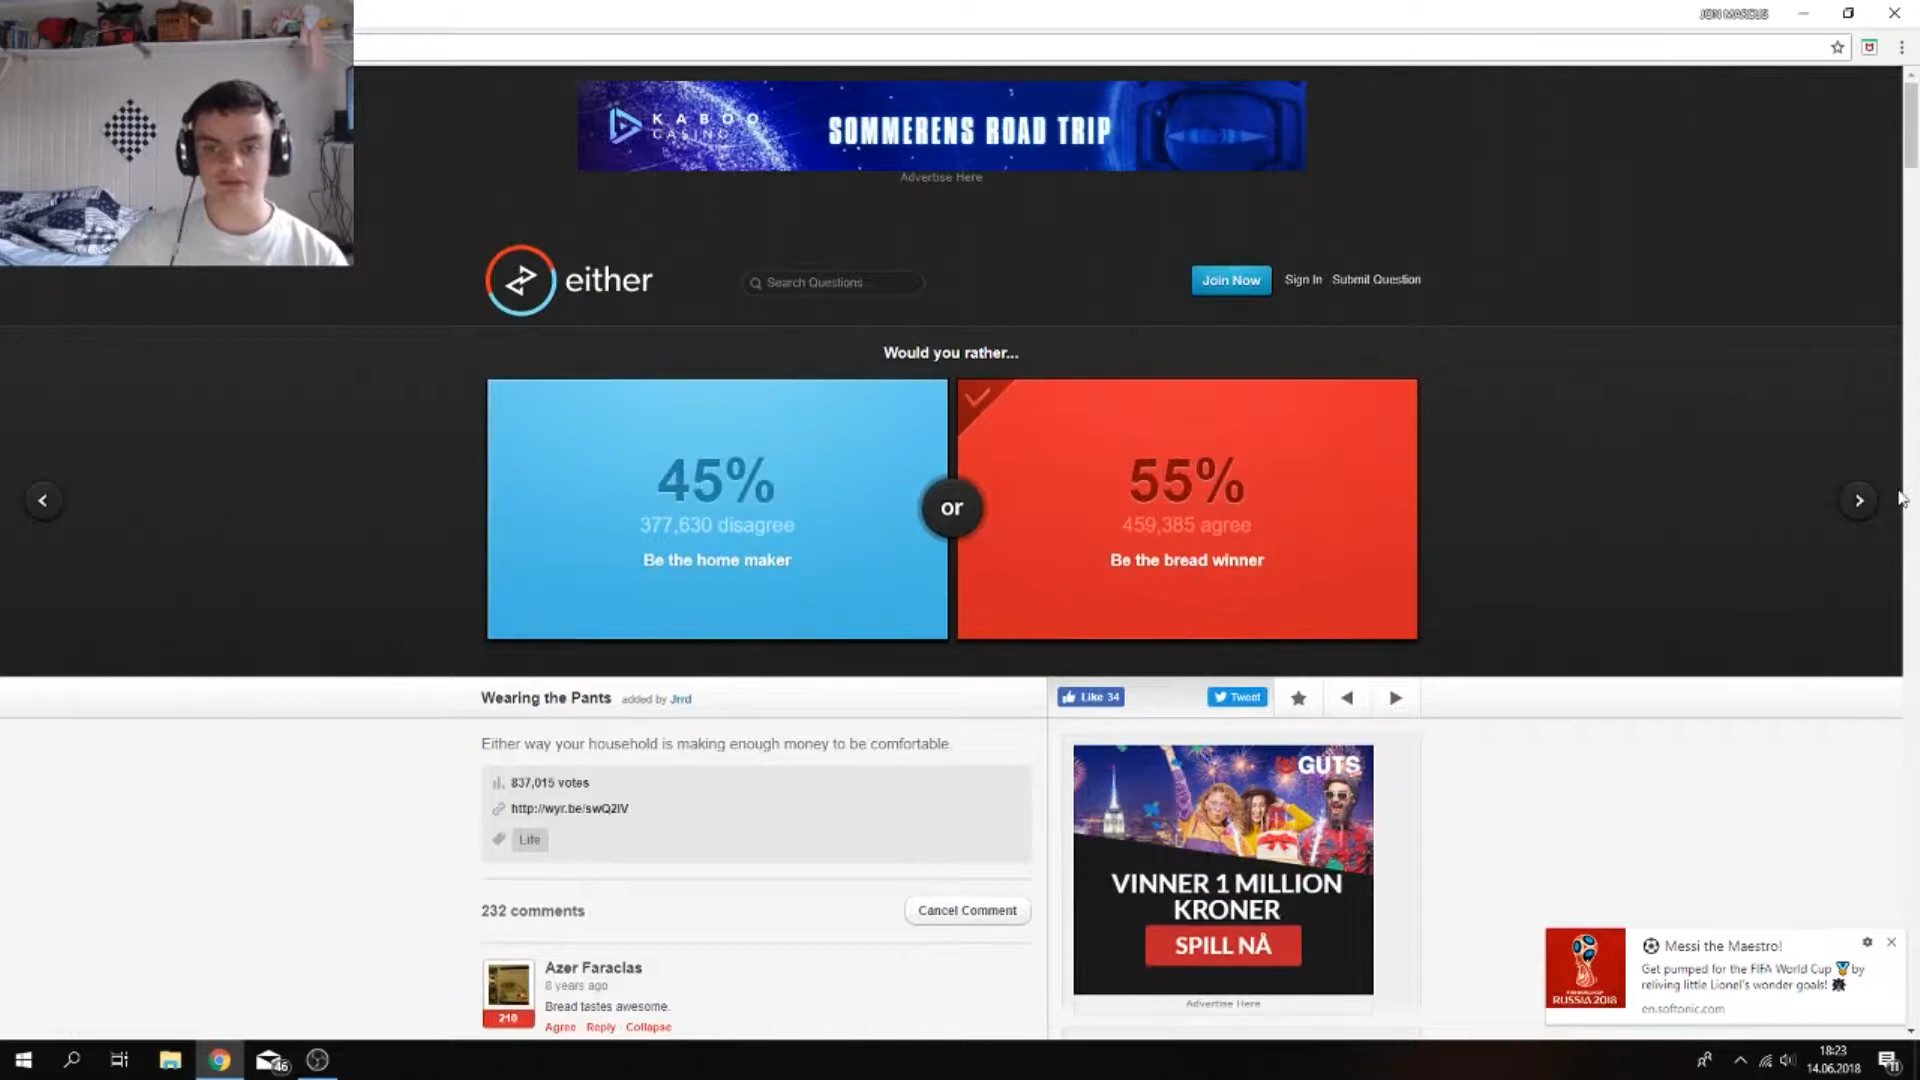 JON MARCUS
KABOO
CASINO
SOMMERENS ROAD TRIP
Advertise Here
either
Search Questions
Join Now
Sign In
Submit Question
Would you rather...
45%
377,630 disagree
Be the home maker
or
55%
459,385 agree
Be the bread winner
Wearing the Pants added by Jrrd
Like 34
Tweet
Either way your household is making enough money to be comfortable.
837,015 votes
http://wyr.be/swQ2IV
Life
232 comments
Cancel Comment
Azer Faraclas
8 years ago
Bread tastes awesome.
210
Agree Reply Collapse
GUTS
VINNER 1 MILLION
KRONER
SPILL NÅ
Advertise Here
RUSSIA 2018
Messi the Maestro!
Get pumped for the FIFA World Cup 🏅by
reliving little Lionel's wonder goals!
en.softonic.com
46
18:23
14.06.2018
11